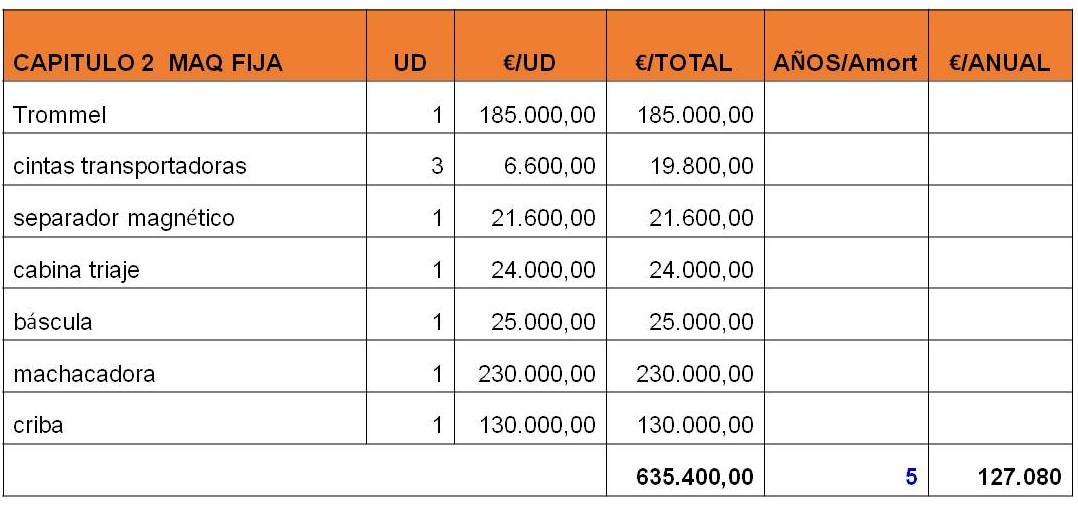 CAPITULO 2 MAQ FIJA UD €/UD €/TOTAL AÑOS/Amort €/ANUAL
Trommel 1 185.000,00 185.000,00
cintas transportadoras 3 6.600,00 19.800,00
separador magnético 1 21.600,00 21.600,00
cabina triaje 1 24.000,00 24.000,00
báscula 1 25.000,00 25.000,00
machacadora 1 230.000,00 230.000,00
criba 1 130.000,00 130.000,00
635.400,00 5 127.080